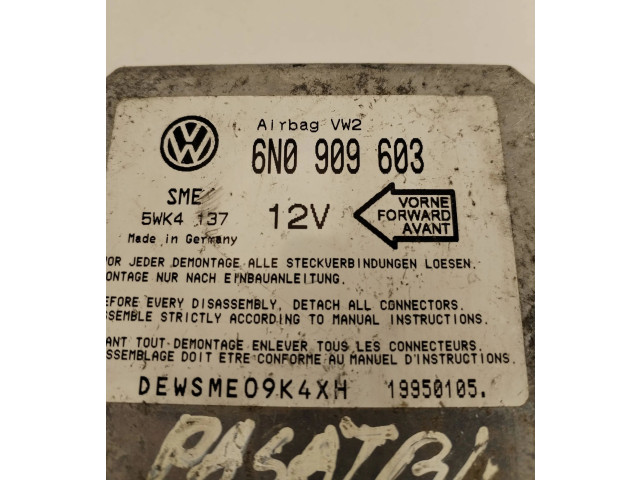 Airbag VW2
6N0 909 603
SME
5WK4 137
12V
VORNE
FORWARD
AVANT
Made in Germany
VOR JEDER DEMONTAGE ALLE STECKVERBINDUNGEN LOESEN.
MONTAGE NUR NACH EINBAUANLEITUNG.
BEFORE EVERY DISASSEMBLY, DETACH ALL CONNECTORS.
ASSEMBLE STRICTLY ACCORDING TO MANUAL INSTRUCTIONS.
AVANT TOUT DEMONTAGE ENLEVER TOUS LES CONNECTEURS.
ASSEMBLAGE DOIT ETRE CONFORME AU MANUEL D'INSTRUCTIONS.
DEWSME09K4XH 19950105.
PASAT B4